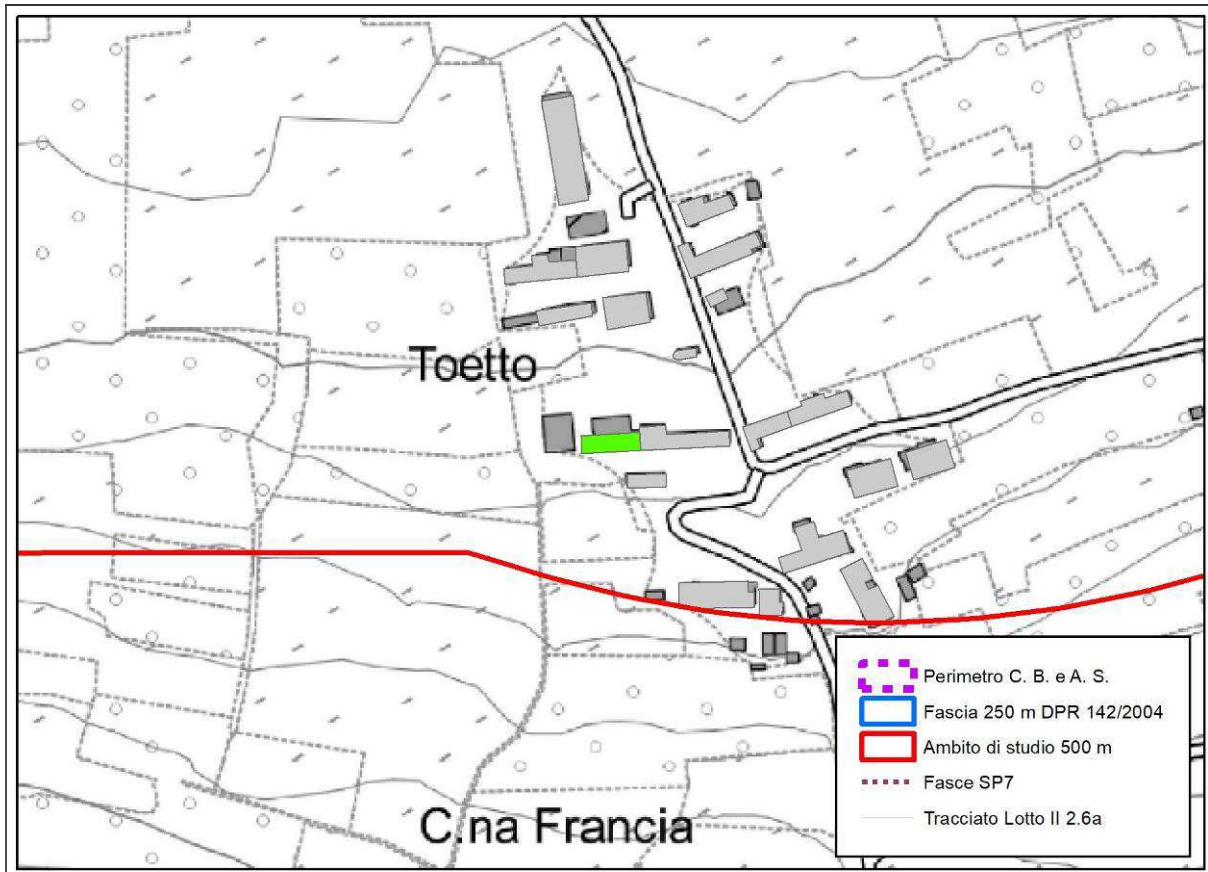 Toetto
Perimetro C. B. e A. S.
Fascia 250 m DPR 142/2004
Ambito di studio 500 m
Fasce SP7
Tracciato Lotto II 2.6a
C.na Francia